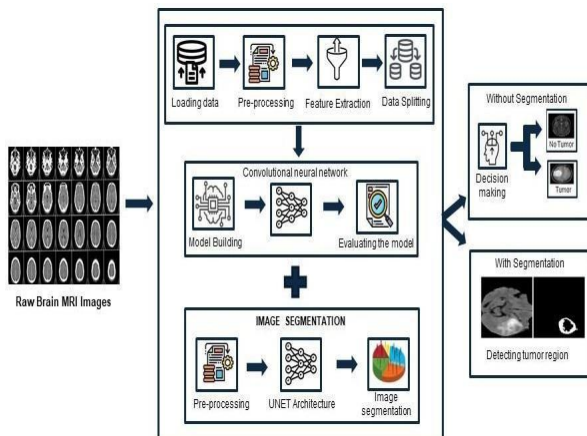 Raw Brain MRI Images
Loading data
Pre-processing
Feature Extraction
Data Splitting
Convolutional neural network
Model Building
Evaluating the model
IMAGE SEGMENTATION
Pre-processing
UNET Architecture
Image
segmentation
Without Segmentation
Decision
making
No Tumor
Tumer
With Segmentation
Detecting tumor region